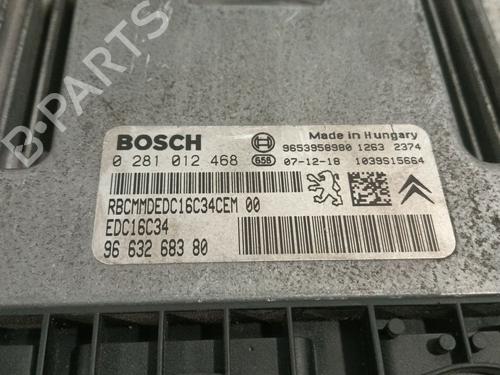 B-PARTS
BOSCH
Made in Hungary
9653958980 1263 2374
0 281 012 468 658 07-12-18 1039S15664
RBCMMDEDC16C34CEM 00
EDC16C34
96 632 683 80